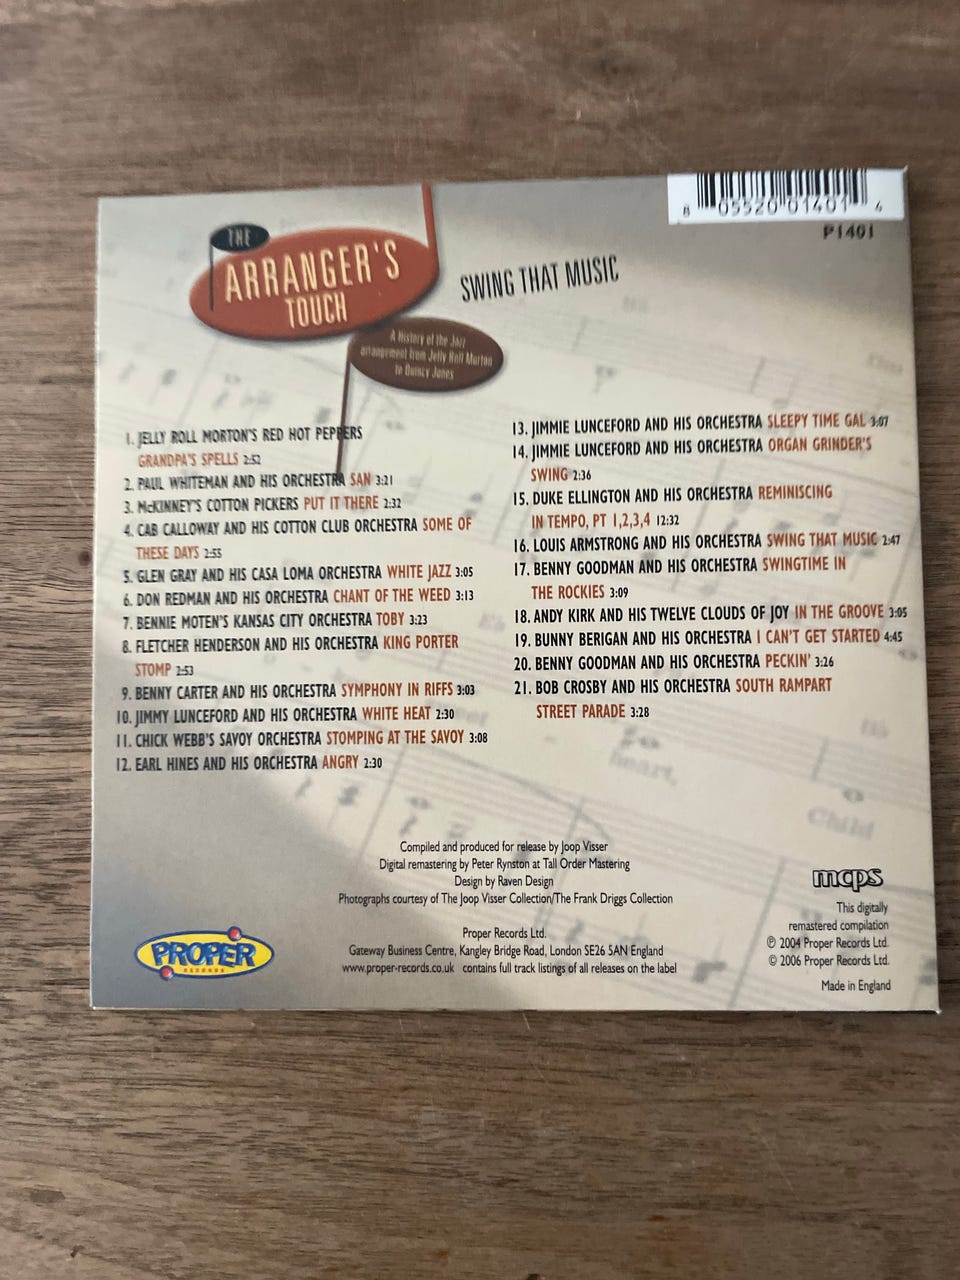 8 05520 01401 4
P1401
THE
ARRANGER'S
TOUCH
SWING THAT MUSIC
A History of the Jazz
arrangement from Jelly Roll Morton
to Quincy Jones
1. JELLY ROLL MORTON'S RED HOT PEPPERS
GRANDPA'S SPELLS 2:52
2. PAUL WHITEMAN AND HIS ORCHESTRA SAN 3:21
3. McKINNEY'S COTTON PICKERS PUT IT THERE 2:32
4. CAB CALLOWAY AND HIS COTTON CLUB ORCHESTRA SOME OF
THESE DAYS 2:55
5. GLEN GRAY AND HIS CASA LOMA ORCHESTRA WHITE JAZZ 3:05
6. DON REDMAN AND HIS ORCHESTRA CHANT OF THE WEED 3:13
7. BENNIE MOTEN'S KANSAS CITY ORCHESTRA TOBY 3:23
8. FLETCHER HENDERSON AND HIS ORCHESTRA KING PORTER
STOMP 2:53
9. BENNY CARTER AND HIS ORCHESTRA SYMPHONY IN RIFFS 3:03
10. JIMMY LUNCEFORD AND HIS ORCHESTRA WHITE HEAT 2:30
11. CHICK WEBB'S SAVOY ORCHESTRA STOMPING AT THE SAVOY 3:08
12. EARL HINES AND HIS ORCHESTRA ANGRY 2:30
13. JIMMIE LUNCEFORD AND HIS ORCHESTRA SLEEPY TIME GAL 3:07
14. JIMMIE LUNCEFORD AND HIS ORCHESTRA ORGAN GRINDER'S
SWING 2:36
15. DUKE ELLINGTON AND HIS ORCHESTRA REMINISCING
IN TEMPO, PT 1,2,3,4 12:32
16. LOUIS ARMSTRONG AND HIS ORCHESTRA SWING THAT MUSIC 2:47
17. BENNY GOODMAN AND HIS ORCHESTRA SWINGTIME IN
THE ROCKIES 3:09
18. ANDY KIRK AND HIS TWELVE CLOUDS OF JOY IN THE GROOVE 3:05
19. BUNNY BERIGAN AND HIS ORCHESTRA I CAN'T GET STARTED 4:45
20. BENNY GOODMAN AND HIS ORCHESTRA PECKIN' 3:26
21. BOB CROSBY AND HIS ORCHESTRA SOUTH RAMPART
STREET PARADE 3:28
heart,
Child
Compiled and produced for release by Joop Visser
Digital remastering by Peter Rynston at Tall Order Mastering
Design by Raven Design
Photographs courtesy of The Joop Visser Collection/The Frank Driggs Collection
Proper Records Ltd.
Gateway Business Centre, Kangley Bridge Road, London SE26 5AN England
www.proper-records.co.uk contains full track listings of all releases on the label
PROPER
RECORDS
mcps
This digitally
remastered compilation
℗ 2004 Proper Records Ltd.
© 2006 Proper Records Ltd.
Made in England